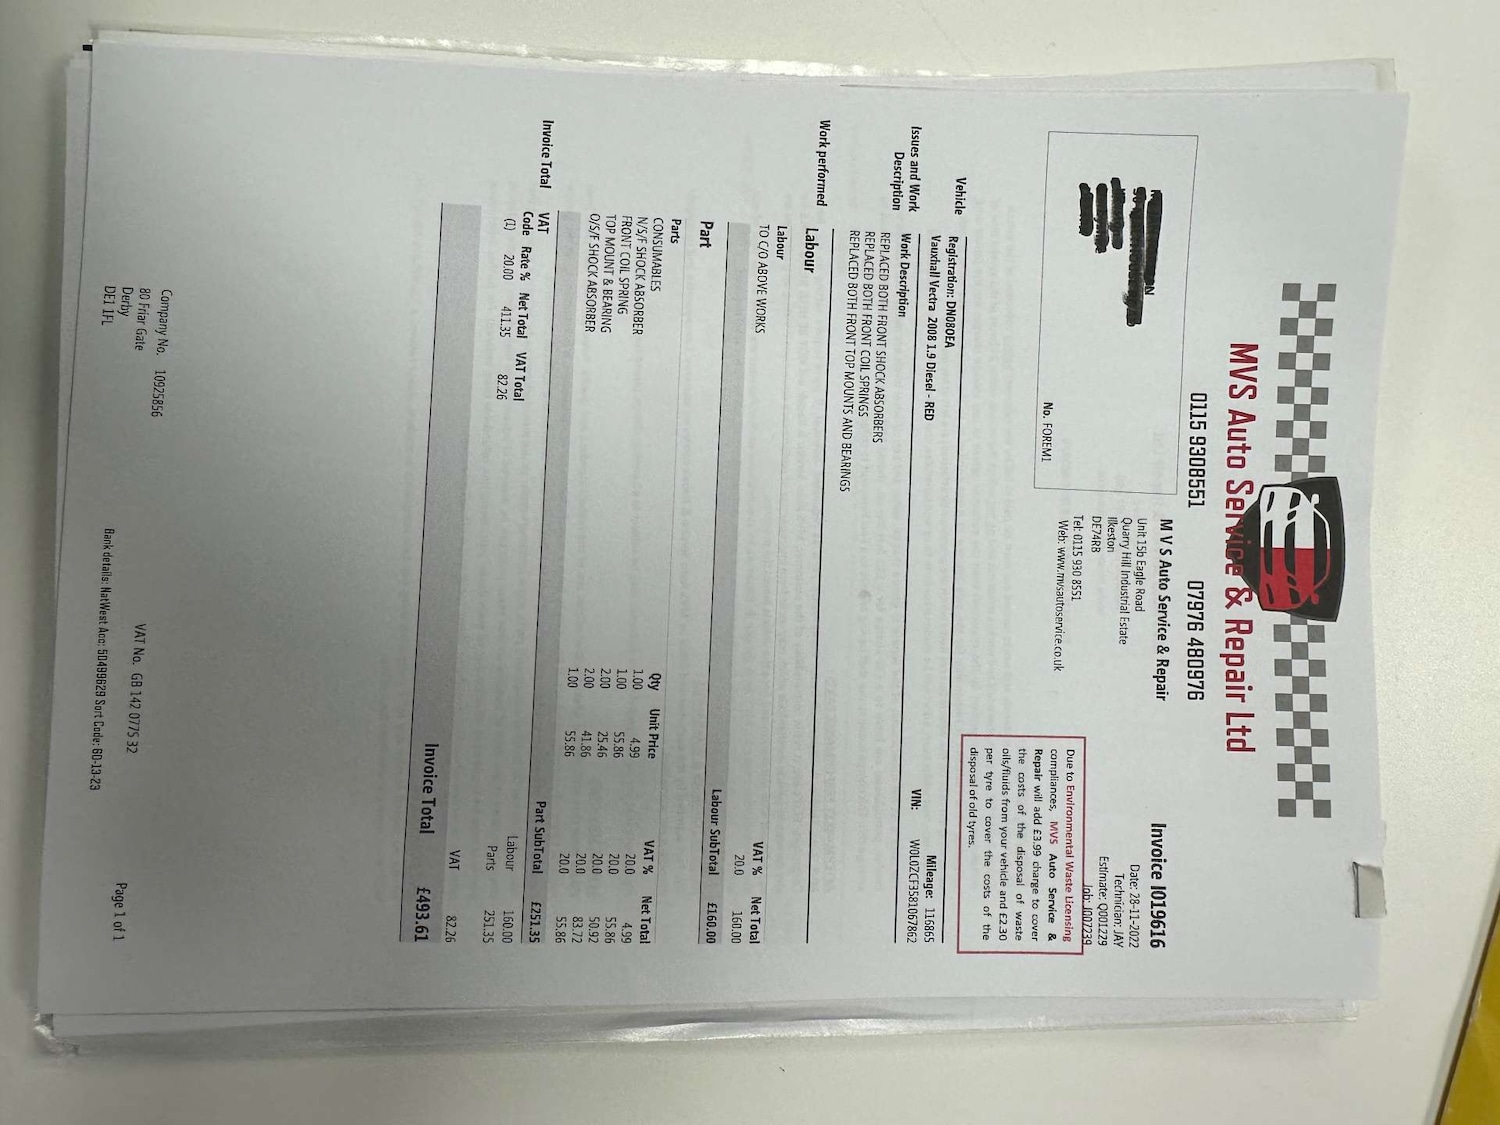 MVS Auto Service & Repair Ltd
0115 9308551 07976 480976
No. FOREM1
M V S Auto Service & Repair
Unit 15b Eagle Road
Quarry Hill Industrial Estate
Ilkeston
DE74RB
Tel: 0115 930 8551
Web: www.mvsautoservice.co.uk
Invoice I019616
Date: 28-11-2022
Technician: JAY
Estimate: Q001229
Job: J007239
Due to Environmental Waste Licensing
compliances, MVS Auto Service &
Repair will add £3.99 charge to cover
the costs of the disposal of waste
oils/fluids from your vehicle and £2.30
per tyre to cover the costs of the
disposal of old tyres.
Vehicle Registration: DN08OEA Mileage: 116865
Vauxhall Vectra 2008 1.9 Diesel - RED VIN: W0L0ZCF3581067862
Issues and Work Description
Work Description
REPLACED BOTH FRONT SHOCK ABSORBERS
REPLACED BOTH FRONT COIL SPRINGS
REPLACED BOTH FRONT TOP MOUNTS AND BEARINGS
Work performed Labour
Labour VAT % Net Total
TO C/O ABOVE WORKS 20.0 160.00
Labour SubTotal £160.00
Part
Parts Qty Unit Price VAT % Net Total
CONSUMABLES 1.00 4.99 20.0 4.99
N/S/F SHOCK ABSORBER 1.00 55.86 20.0 55.86
FRONT COIL SPRING 2.00 25.46 20.0 50.92
TOP MOUNT & BEARING 2.00 41.86 20.0 83.72
O/S/F SHOCK ABSORBER 1.00 55.86 20.0 55.86
Part SubTotal £251.35
Invoice Total VAT Code Rate % Net Total VAT Total
(1) 20.00 411.35 82.26
Labour 160.00
Parts 251.35
VAT 82.26
Invoice Total £493.61
Company No. 10925856
80 Friar Gate
Derby
DE1 1FL
VAT No. GB 142 0775 32
Bank details: NatWest Acc: 50499629 Sort Code: 60-13-23
Page 1 of 1